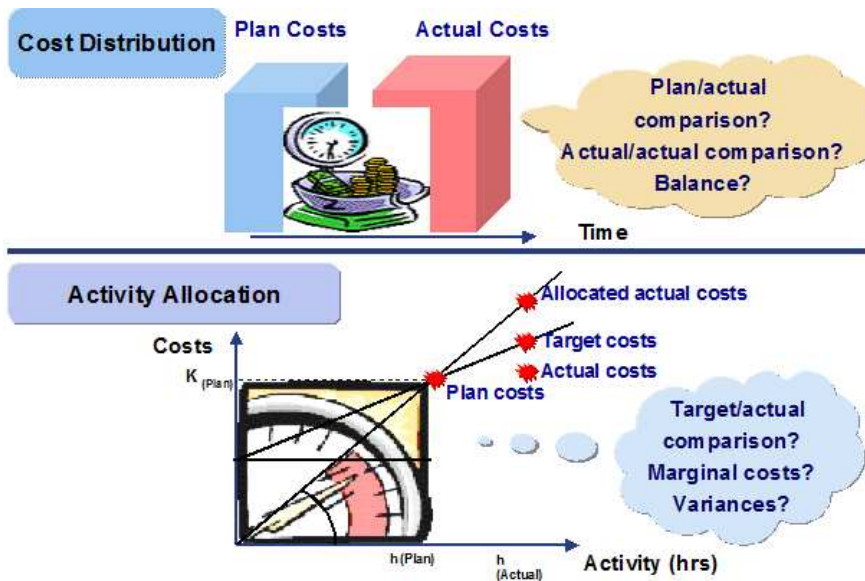 Cost Distribution
Plan Costs
Actual Costs
Plan/actual
comparison?
Actual/actual comparison?
Balance?
Time
Activity Allocation
Allocated actual costs
Costs
Target costs
K (Plan)
Actual costs
Plan costs
Target/actual
comparison?
Marginal costs?
Variances?
h (Plan)
h
(Actual)
Activity (hrs)